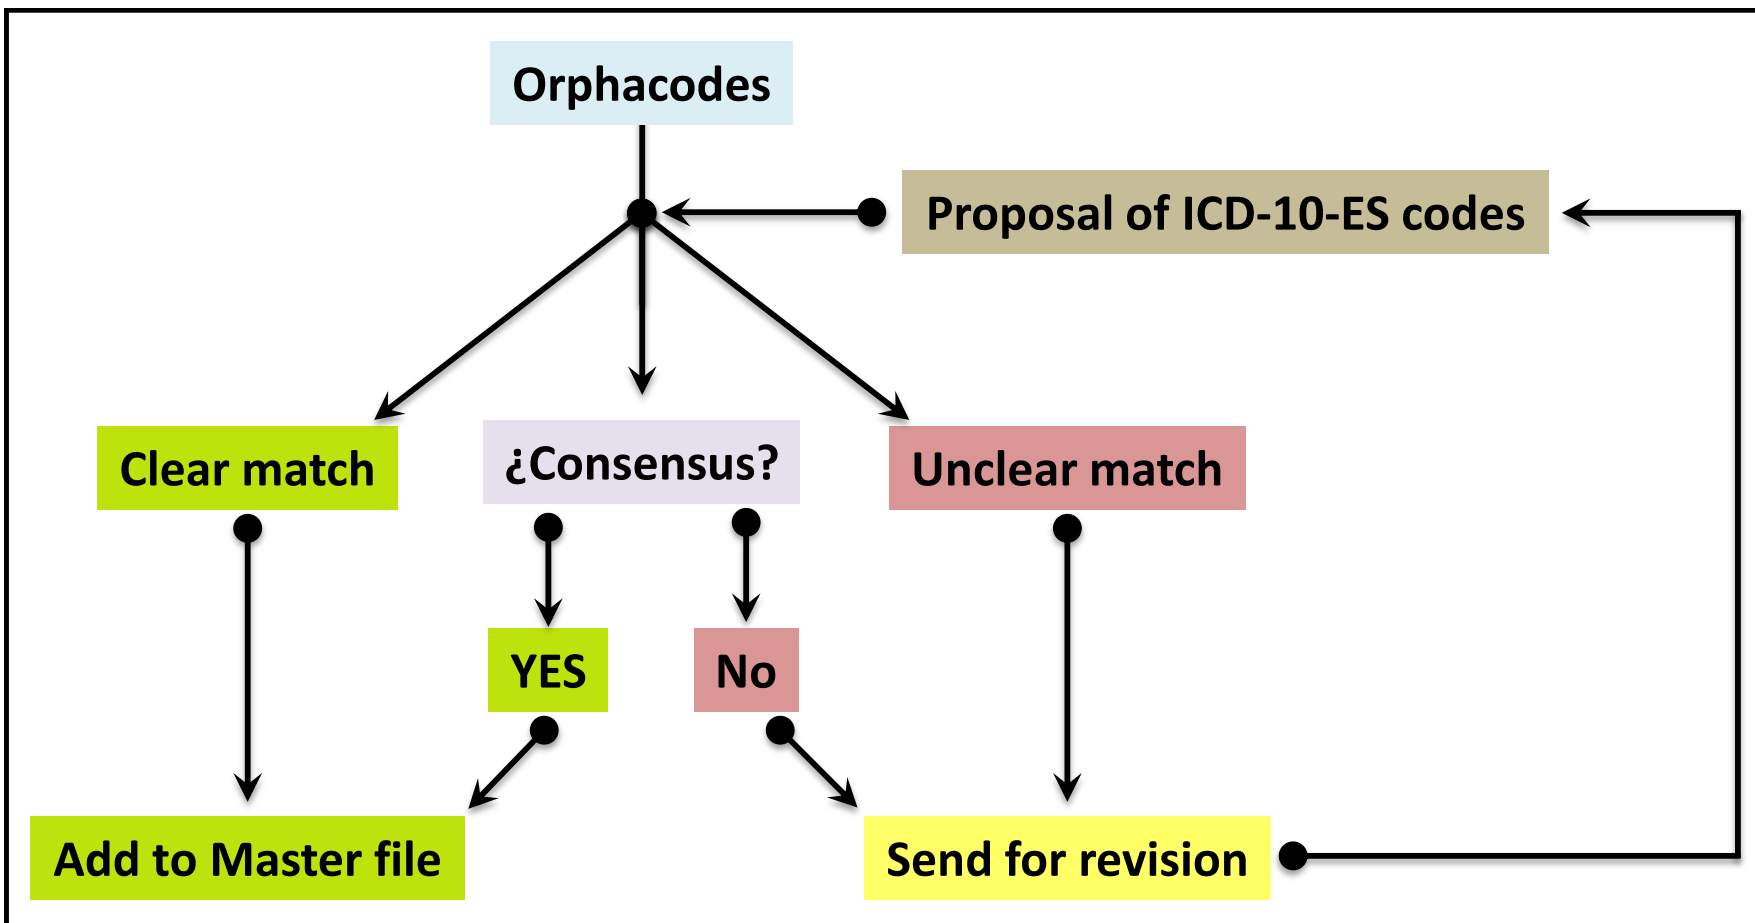 Orphacodes
Proposal of ICD-10-ES codes
Clear match
¿Consensus?
Unclear match
YES
No
Add to Master file
Send for revision